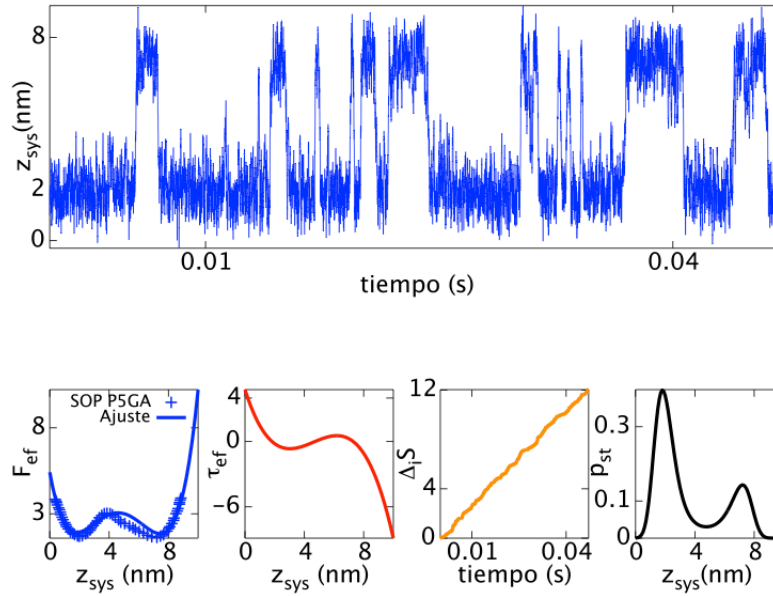 8
2
0
z_sys(nm)
0.01 0.04
tiempo (s)
SOP P5GA
Ajuste
8
3
F_ef
0 4 8
z_sys (nm)
4
0
−6
τ_ef
0 8
z_sys (nm)
12
4
0
Δ_iS
0.01 0.04
tiempo (s)
0.3
0.1
0
p_st
0 4 8
z_sys(nm)